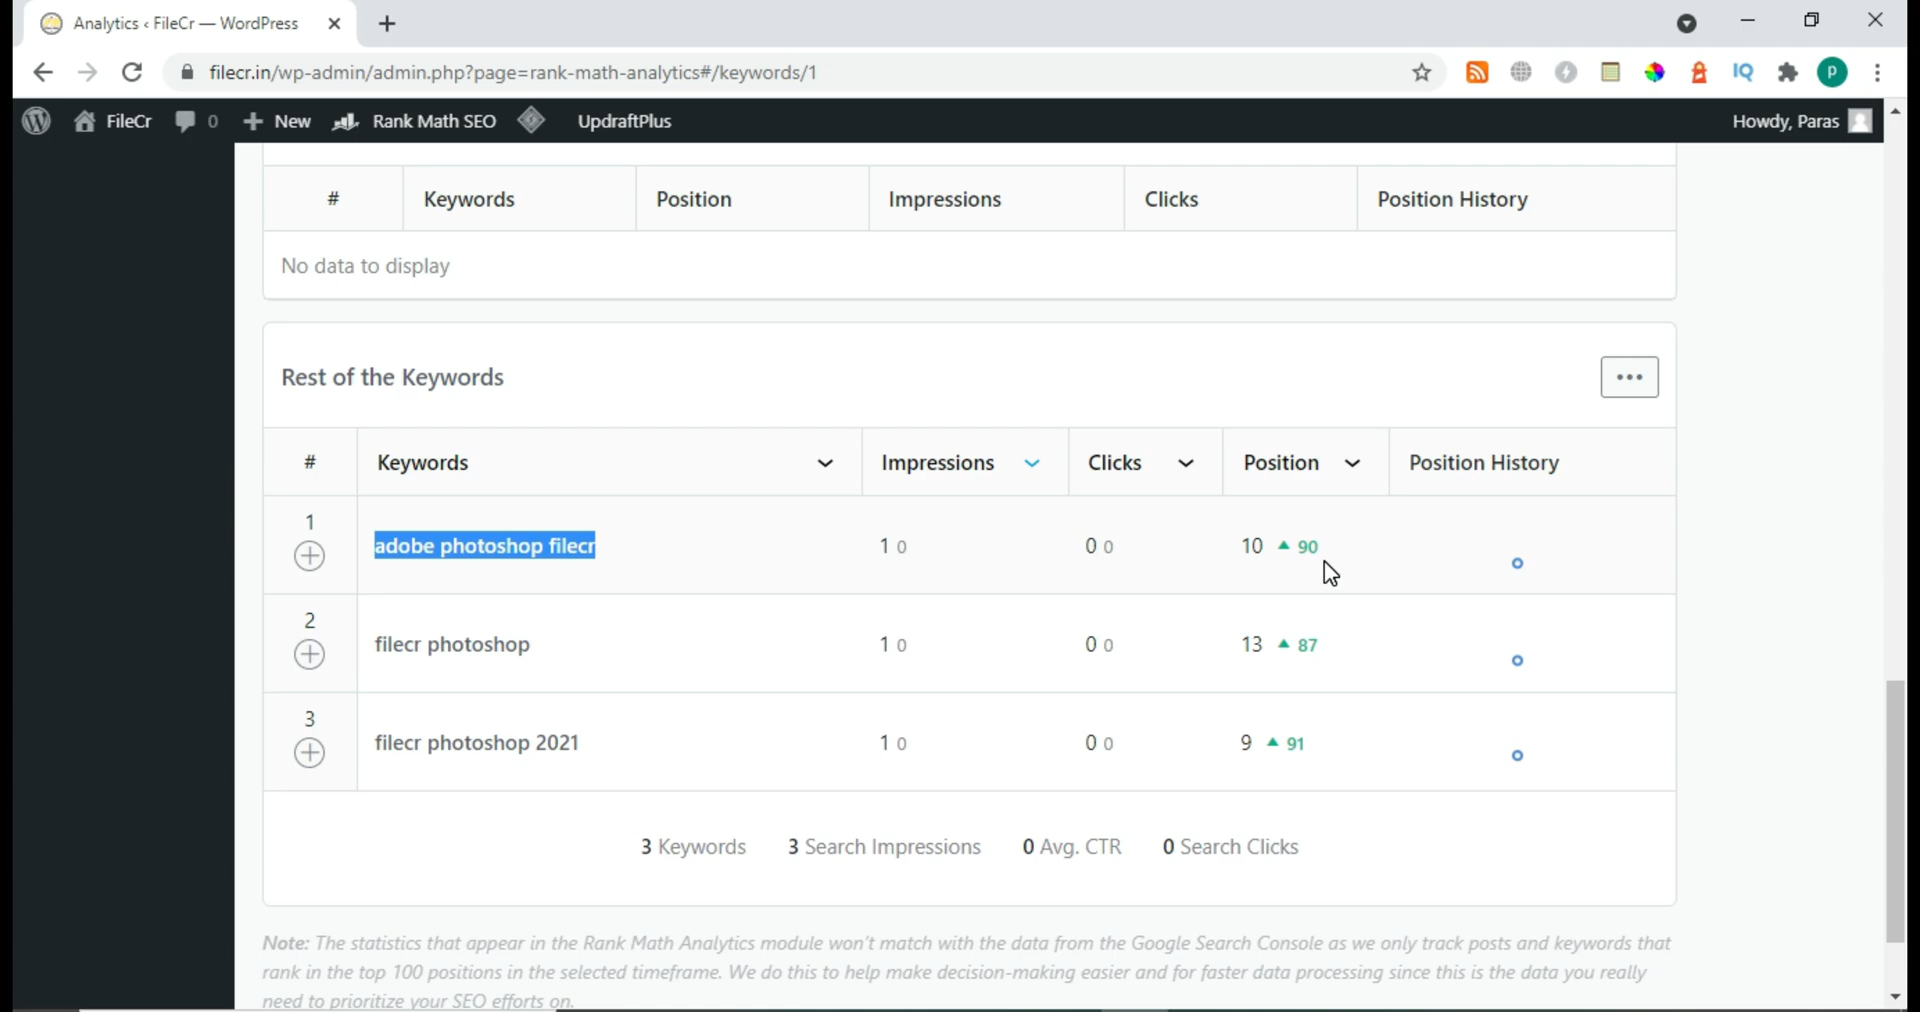 Analytics ‹ FileCr — WordPress
filecr.in/wp-admin/admin.php?page=rank-math-analytics#/keywords/1
IQ
P
FileCr 0 New Rank Math SEO UpdraftPlus Howdy, Paras
# Keywords Position Impressions Clicks Position History
No data to display
Rest of the Keywords
# Keywords Impressions Clicks Position Position History
1
adobe photoshop filecr 1 0 0 0 10 ▲ 90
2
filecr photoshop 1 0 0 0 13 ▲ 87
3
filecr photoshop 2021 1 0 0 0 9 ▲ 91
3 Keywords 3 Search Impressions 0 Avg. CTR 0 Search Clicks
Note: The statistics that appear in the Rank Math Analytics module won't match with the data from the Google Search Console as we only track posts and keywords that
rank in the top 100 positions in the selected timeframe. We do this to help make decision-making easier and for faster data processing since this is the data you really
need to prioritize your SEO efforts on.